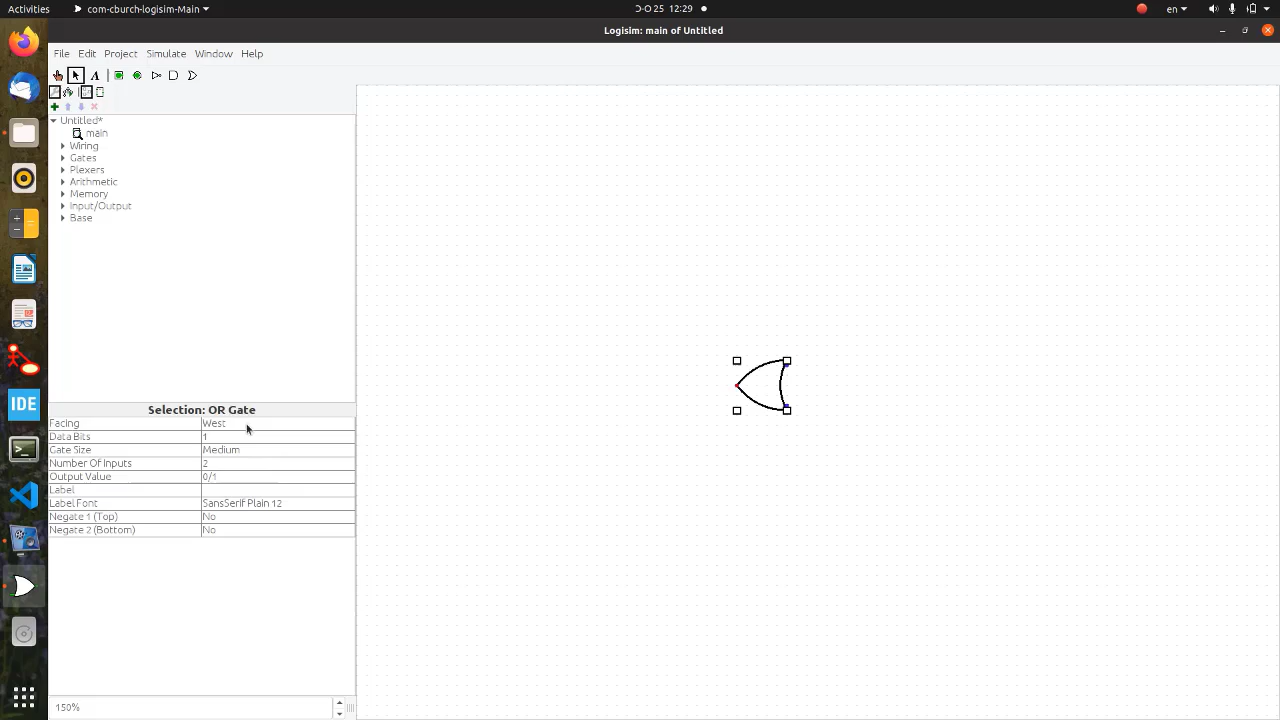 Activities
com-cburch-logisim-Main
25 12:29
en
Logisim: main of Untitled
File Edit Project Simulate Window Help
A
Untitled*
main
Wiring
Gates
Plexers
Arithmetic
Memory
Input/Output
Base
Selection: OR Gate
Facing West
Data Bits 1
Gate Size Medium
Number Of Inputs 2
Output Value 0/1
Label
Label Font SansSerif Plain 12
Negate 1 (Top) No
Negate 2 (Bottom) No
IDE
150%